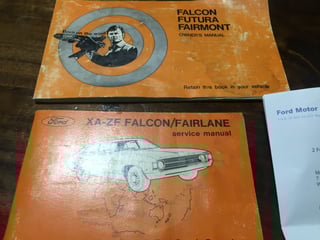 FALCON
FUTURA
FAIRMONT
OWNER'S MANUAL
Retain this book in your vehicle
Ford
XA-ZF FALCON/FAIRLANE
service manual
Ford Motor